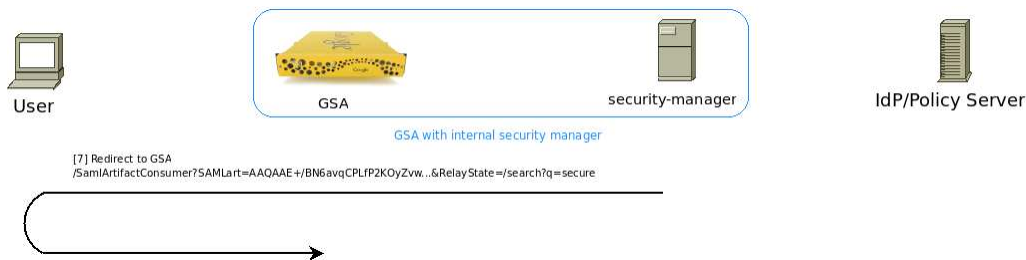 Google
User
GSA
security-manager
IdP/Policy Server
GSA with internal security manager
[7] Redirect to GSA
/SamlArtifactConsumer?SAMLart=AAQAAE+/BN6avqCPLfP2KOyZvw...&RelayState=/search?q=secure